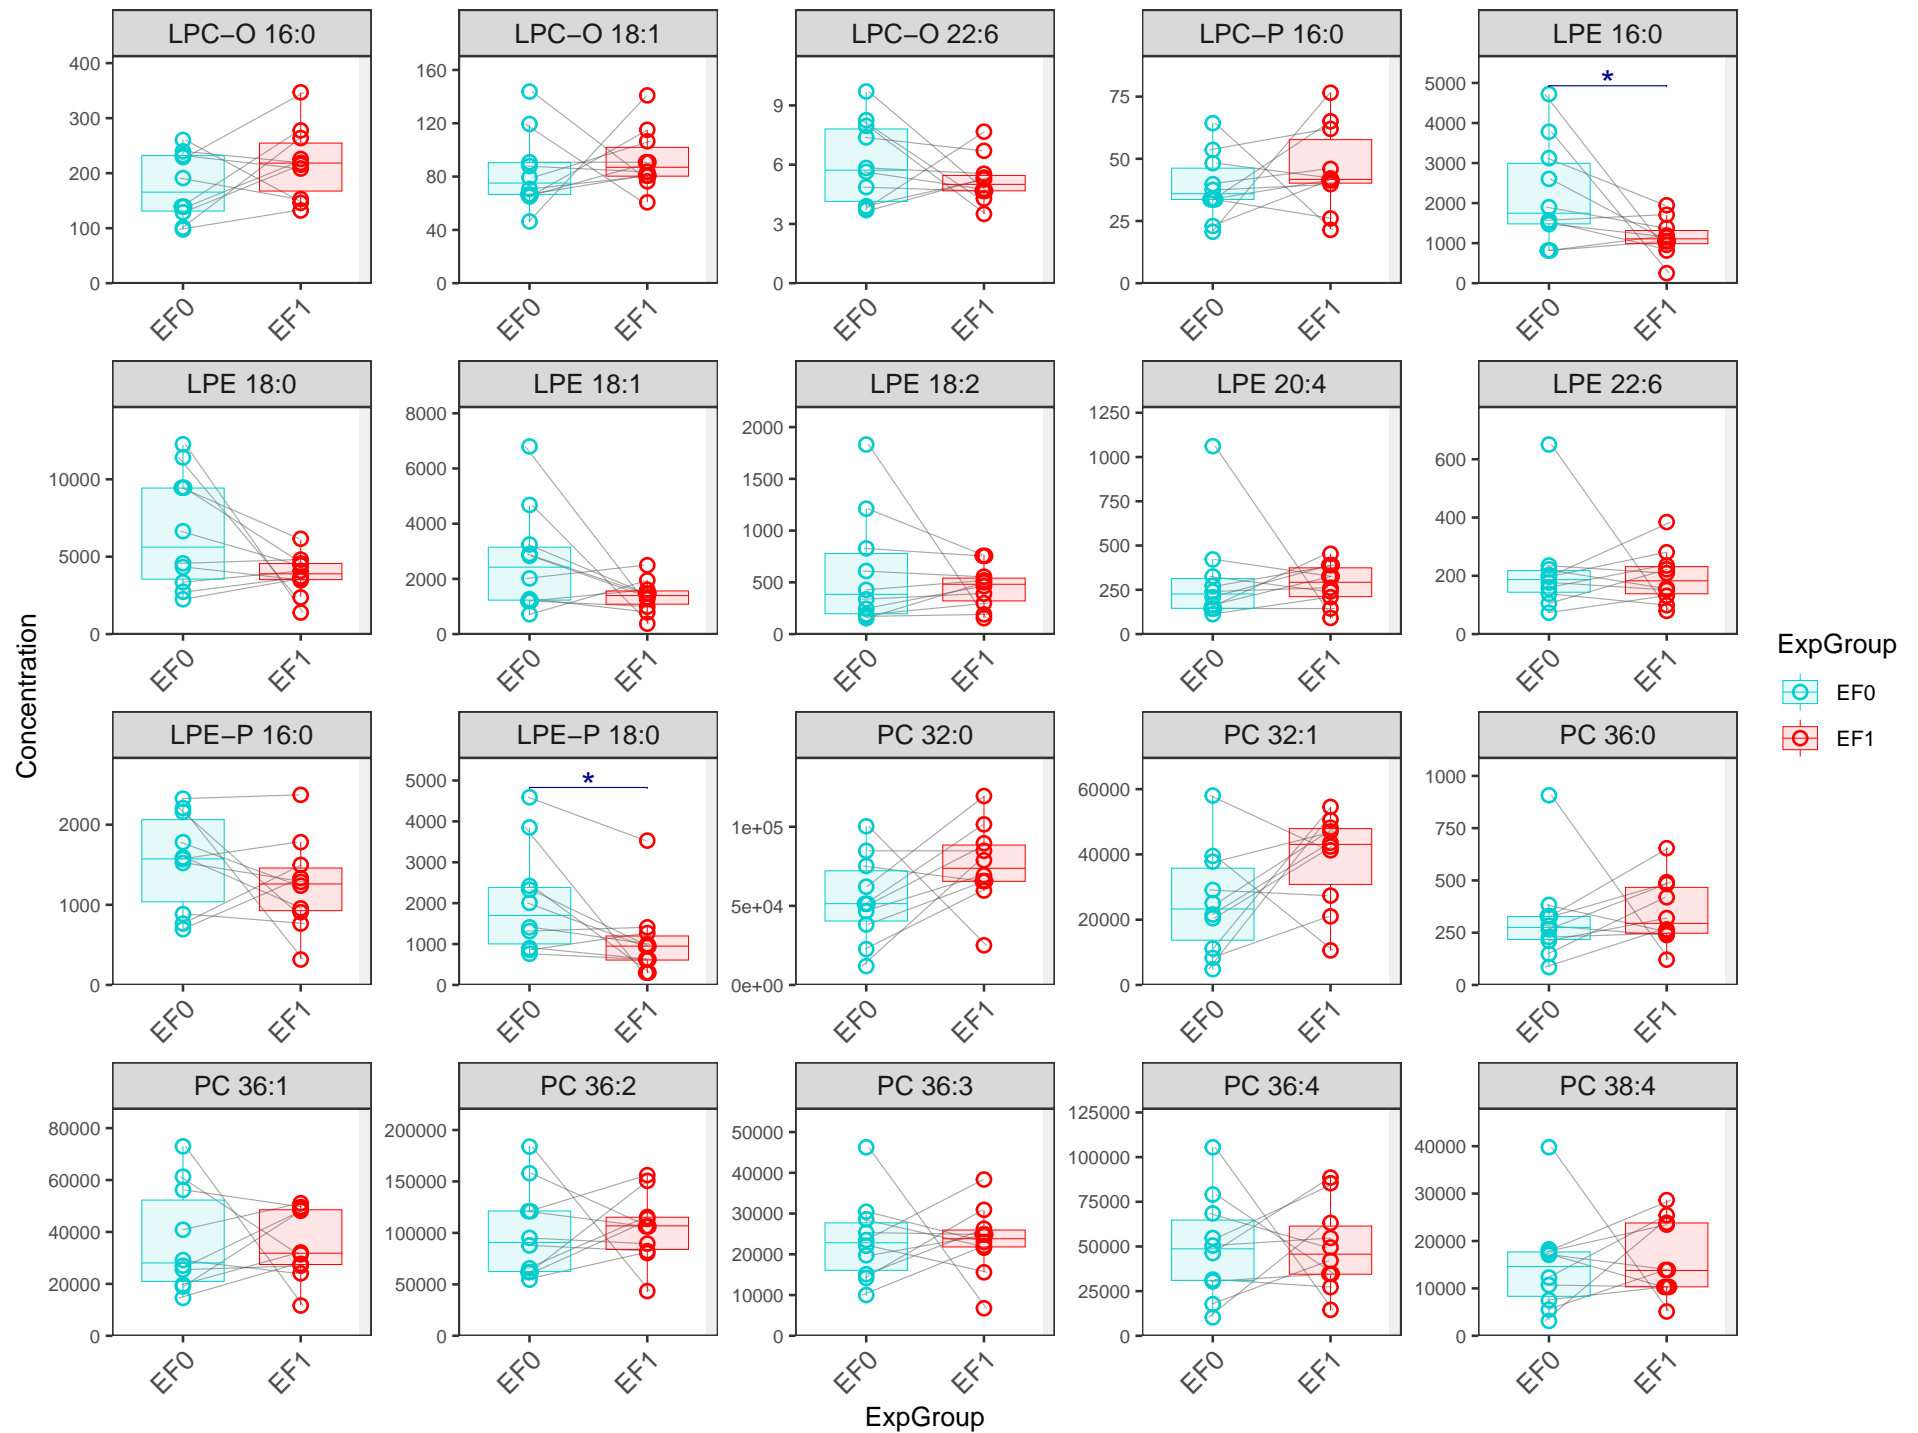 LPC−O 16:0
LPC−O 18:1
LPC−O 22:6
LPC−P 16:0
LPE 16:0
400
300
200
100
0
160
120
80
40
0
9
6
3
0
75
50
25
0
*
5000
4000
3000
2000
1000
0
EF0
EF1
EF0
EF1
EF0
EF1
EF0
EF1
EF0
EF1
LPE 18:0
LPE 18:1
LPE 18:2
LPE 20:4
LPE 22:6
10000
5000
0
8000
6000
4000
2000
0
2000
1500
1000
500
0
1250
1000
750
500
250
0
600
400
200
0
EF0
EF1
EF0
EF1
EF0
EF1
EF0
EF1
EF0
EF1
Concentration
LPE−P 16:0
LPE−P 18:0
PC 32:0
PC 32:1
PC 36:0
2000
1000
0
*
5000
4000
3000
2000
1000
0
1e+05
5e+04
0e+00
60000
40000
20000
0
1000
750
500
250
0
EF0
EF1
EF0
EF1
EF0
EF1
EF0
EF1
EF0
EF1
PC 36:1
PC 36:2
PC 36:3
PC 36:4
PC 38:4
80000
60000
40000
20000
0
200000
150000
100000
50000
0
50000
40000
30000
20000
10000
0
125000
100000
75000
50000
25000
0
40000
30000
20000
10000
0
EF0
EF1
EF0
EF1
EF0
EF1
EF0
EF1
EF0
EF1
ExpGroup
ExpGroup
EF0
EF1